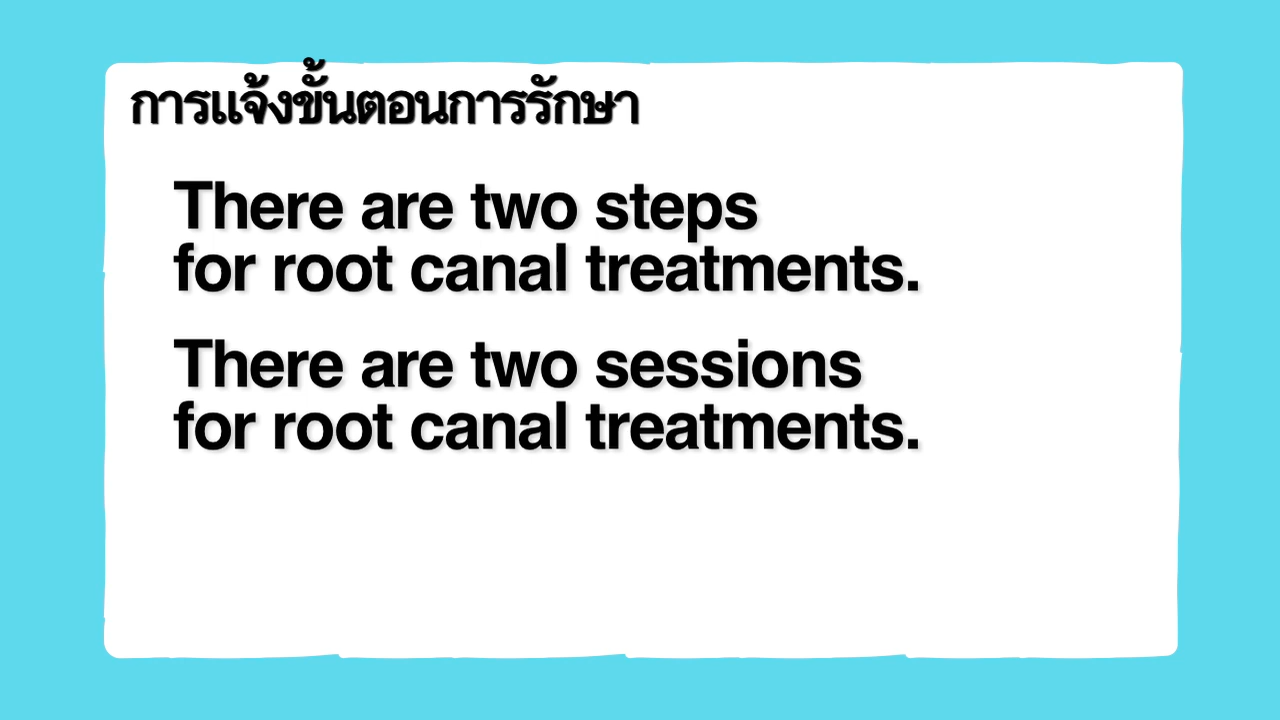 การแจ้งขั้นตอนการรักษา
There are two steps
for root canal treatments.
There are two sessions
for root canal treatments.